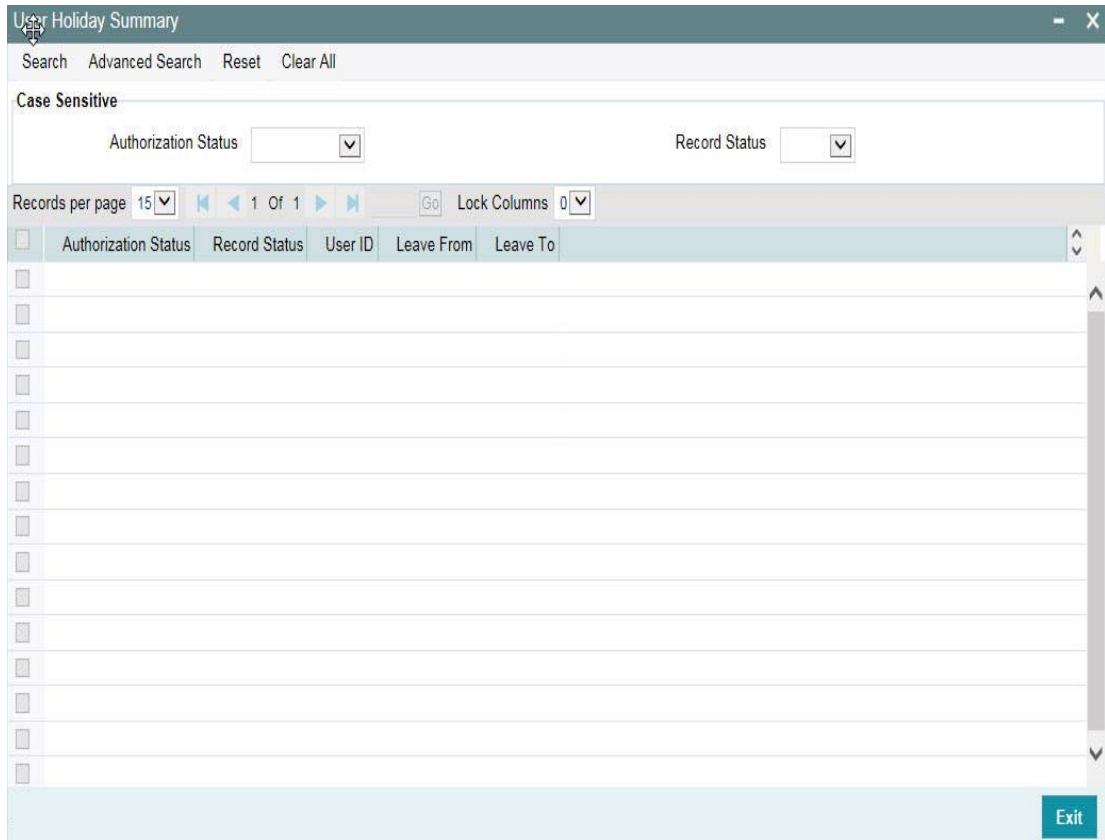 User Holiday Summary
Search Advanced Search Reset Clear All
Case Sensitive
Authorization Status Record Status
Records per page 15 1 Of 1 Go Lock Columns 0
Authorization Status Record Status User ID Leave From Leave To
Exit